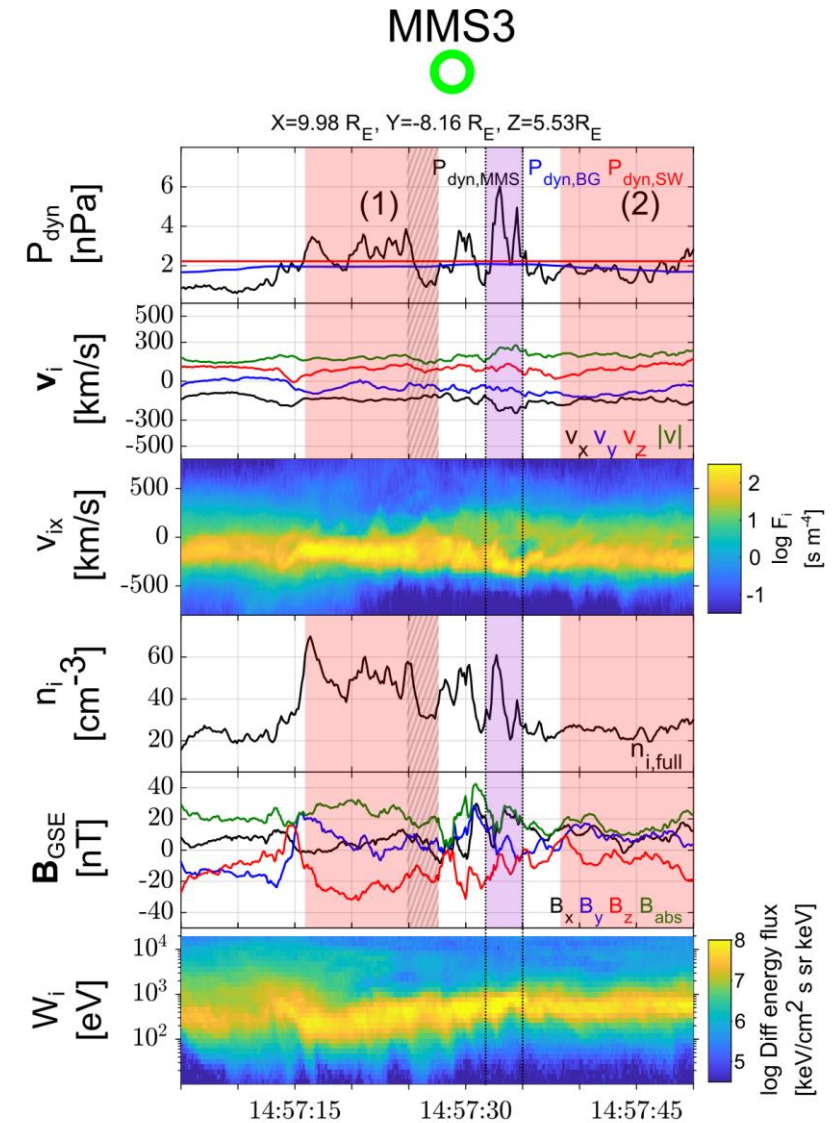 MMS3
X=9.98 R_E, Y=-8.16 R_E, Z=5.53R_E
P_dyn [nPa]
6
4
2
(1)
(2)
P_dyn,MMS P_dyn,BG P_dyn,SW
v_i [km/s]
500
300
0
-300
-500
v_x v_y v_z |v|
v_ix [km/s]
500
0
-500
2
1
0
-1
log F_i [s m^-4]
n_i [cm^-3]
60
40
20
n_i,full
B_GSE [nT]
40
20
0
-20
-40
B_x B_y B_z B_abs
W_i [eV]
10^4
10^3
10^2
8
7
6
5
log Diff energy flux
[keV/cm^2 s sr keV]
14:57:15 14:57:30 14:57:45